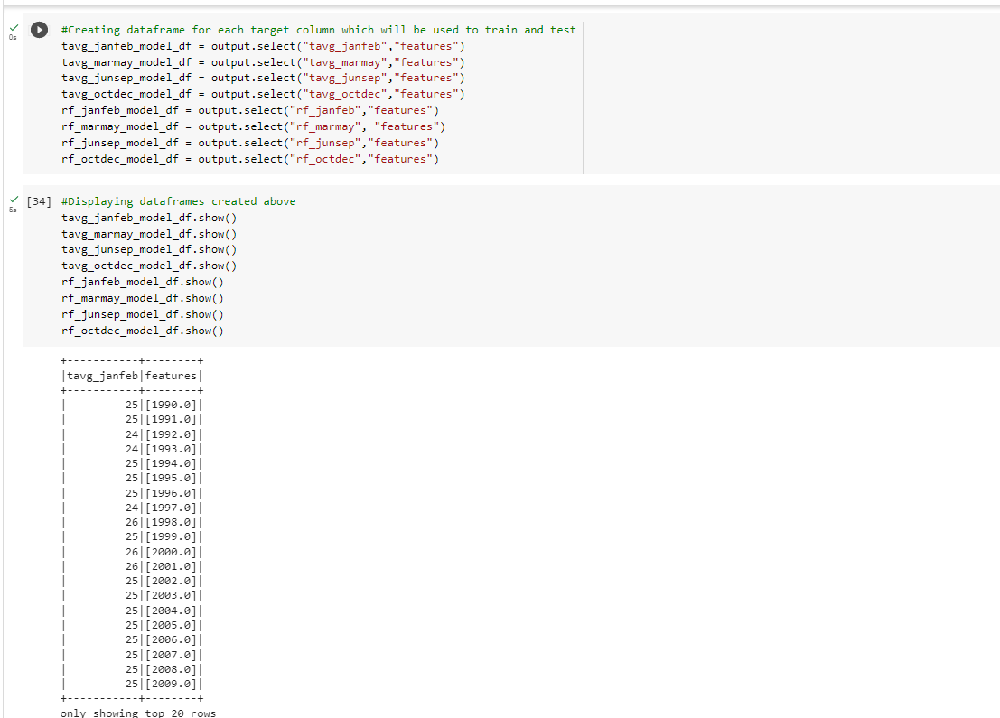 0s
#Creating dataframe for each target column which will be used to train and test
tavg_janfeb_model_df = output.select("tavg_janfeb","features")
tavg_marmay_model_df = output.select("tavg_marmay","features")
tavg_junsep_model_df = output.select("tavg_junsep","features")
tavg_octdec_model_df = output.select("tavg_octdec","features")
rf_janfeb_model_df = output.select("rf_janfeb","features")
rf_marmay_model_df = output.select("rf_marmay", "features")
rf_junsep_model_df = output.select("rf_junsep","features")
rf_octdec_model_df = output.select("rf_octdec","features")
5s
[34] #Displaying dataframes created above
tavg_janfeb_model_df.show()
tavg_marmay_model_df.show()
tavg_junsep_model_df.show()
tavg_octdec_model_df.show()
rf_janfeb_model_df.show()
rf_marmay_model_df.show()
rf_junsep_model_df.show()
rf_octdec_model_df.show()
+-----------+--------+
|tavg_janfeb|features|
+-----------+--------+
|         25|[1990.0]|
|         25|[1991.0]|
|         24|[1992.0]|
|         24|[1993.0]|
|         25|[1994.0]|
|         25|[1995.0]|
|         25|[1996.0]|
|         24|[1997.0]|
|         26|[1998.0]|
|         25|[1999.0]|
|         26|[2000.0]|
|         26|[2001.0]|
|         25|[2002.0]|
|         25|[2003.0]|
|         25|[2004.0]|
|         25|[2005.0]|
|         25|[2006.0]|
|         25|[2007.0]|
|         25|[2008.0]|
|         25|[2009.0]|
+-----------+--------+
only showing top 20 rows